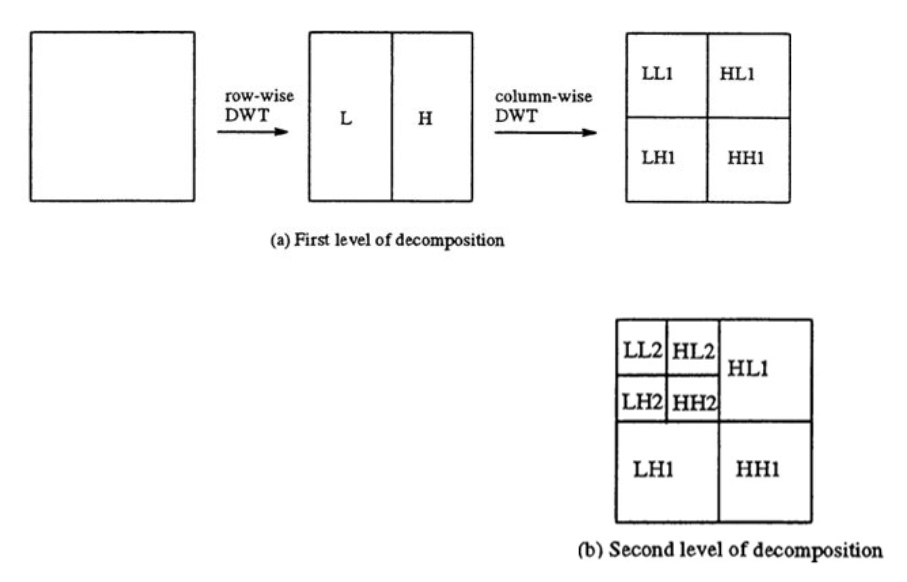 row-wise
DWT
L
H
column-wise
DWT
LL1
HL1
LH1
HH1
(a) First level of decomposition
LL2
HL2
HL1
LH2
HH2
LH1
HH1
(b) Second level of decomposition